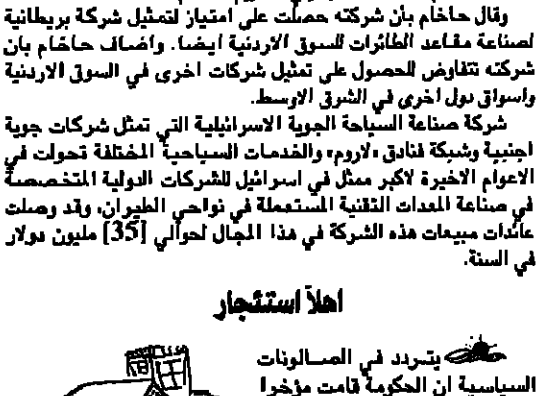 وقال حاخام بأن شركته حصلت على امتياز لتمثيل شركة بريطانية
لصناعة مقاعد الطائرات للسوق الاردنية ايضا. واضاف حاخام بان
شركته تتفاوض للحصول على تمثيل شركات اخرى في السوق الاردنية
واسواق دول اخرى في الشرق الاوسط.
شركة صناعة السياحة الجوية الاسرائيلية التي تمثل شركات جوية
اجنبية وشبكة فنادق «لاروم» والخدمات السياحية المختلفة تحولت في
الاعوام الاخيرة لاكبر ممثل في اسرائيل للشركات الدولية المتخصصة
في صناعة المعدات التقنية المستعملة في نواحي الطيران، وقد وصلت
عائدات مبيعات هذه الشركة في هذا المجال لحوالي [35] مليون دولار
في السنة.
اهلاً استئجار
يتردد في الصالونات
السياسية ان الحكومة قامت مؤخرا